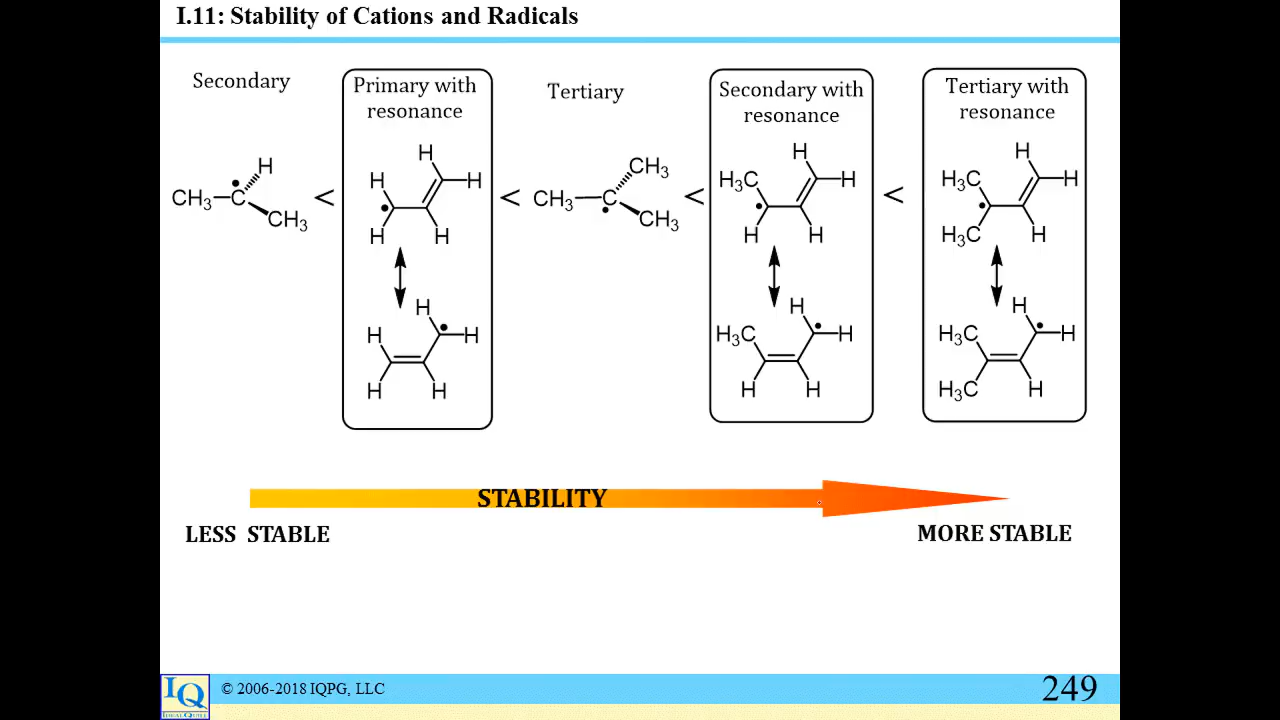 I.11: Stability of Cations and Radicals
Secondary
Primary with
resonance
Tertiary
Secondary with
resonance
Tertiary with
resonance
H
CH3 C
CH3
<
H
H H
H H
H
H H
H H
<
CH3
CH3 C
CH3
<
H
H3C H
H H
H
H3C H
H H
<
H
H3C H
H3C H
H
H3C H
H3C H
STABILITY
LESS STABLE
MORE STABLE
IQ
© 2006-2018 IQPG, LLC
249